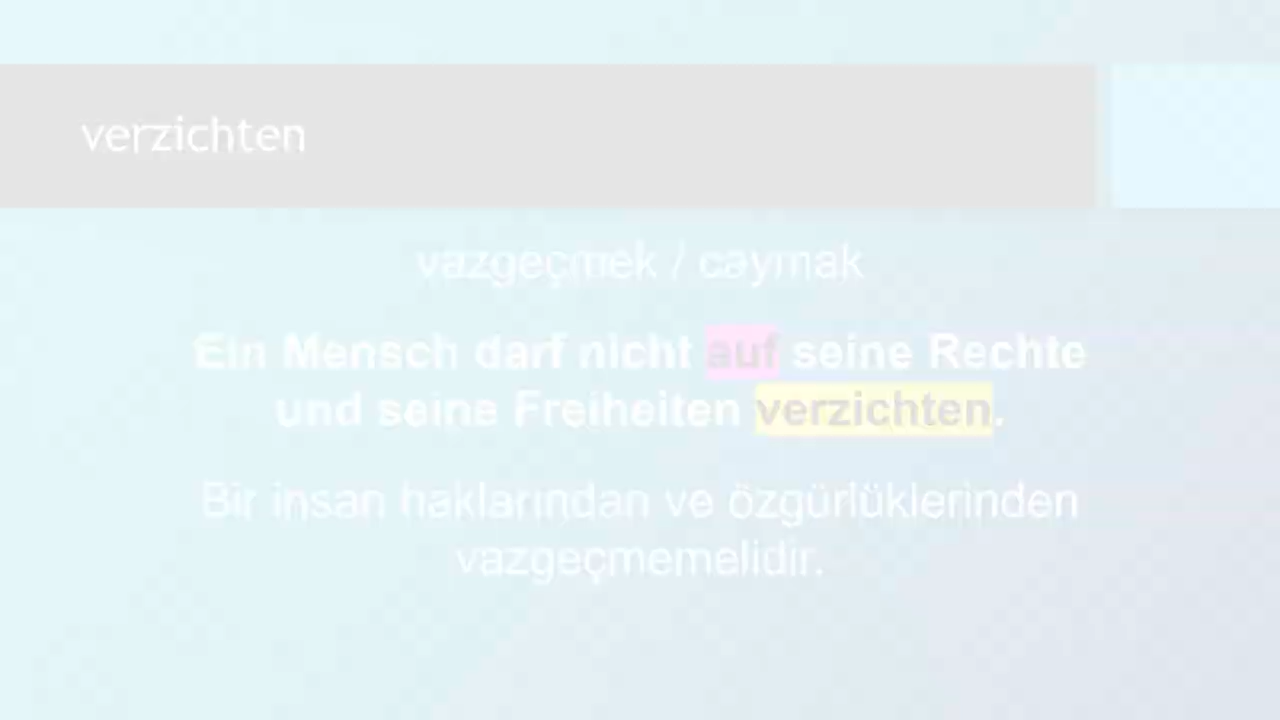 verzichten
vazgeçmek / caymak
Ein Mensch darf nicht auf seine Rechte
und seine Freiheiten verzichten.
Bir insan haklarından ve özgürlüklerinden
vazgeçmemelidir.